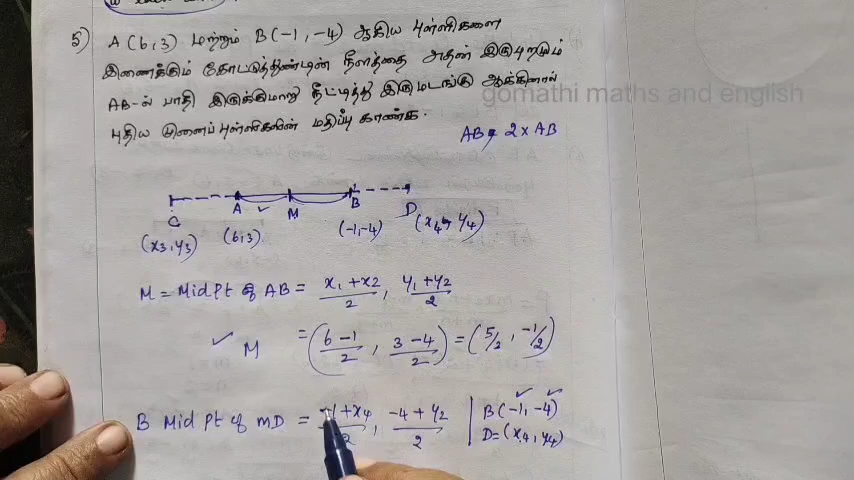 5) A (6,3) மற்றும் B(-1,-4) ஆகிய புள்ளிகளை
இணைக்கும் கோட்டுத்துண்டின் நீளத்தை அதன் இருபுறமும்
AB-ல் பாதி இருக்குமாறு நீட்டித்து இருமடங்கு ஆக்கினால்
புதிய முனைப் புள்ளிகளின் மதிப்பு காண்க.
gomathi maths and english
AB 2 x AB
C A M B D
(x3,y3) (6,3) (-1,-4) (x4, y4)
M = Mid Pt of AB = x1+x2/2 , y1+y2/2
✓ M = (6-1/2 , 3-4/2) = (5/2 , -1/2)
B Mid Pt of MD = +x4/2 , -4+y2/2 | B(-1,-4)
D=(x4, y4)